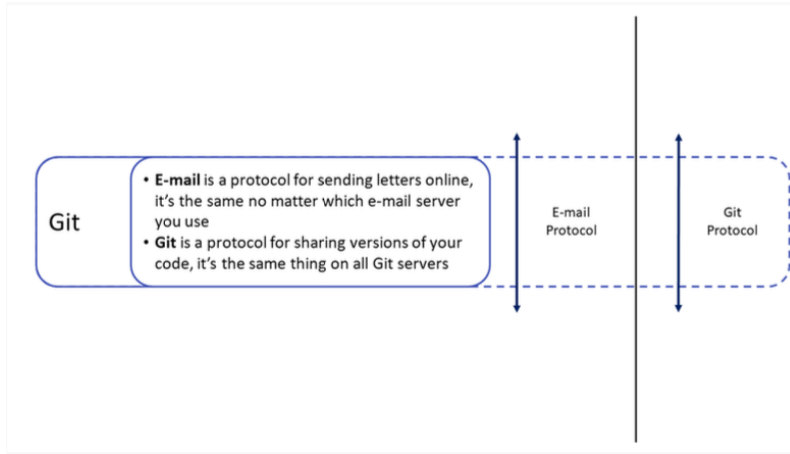 Git
• E-mail is a protocol for sending letters online,
it's the same no matter which e-mail server
you use
• Git is a protocol for sharing versions of your
code, it's the same thing on all Git servers
E-mail
Protocol
Git
Protocol